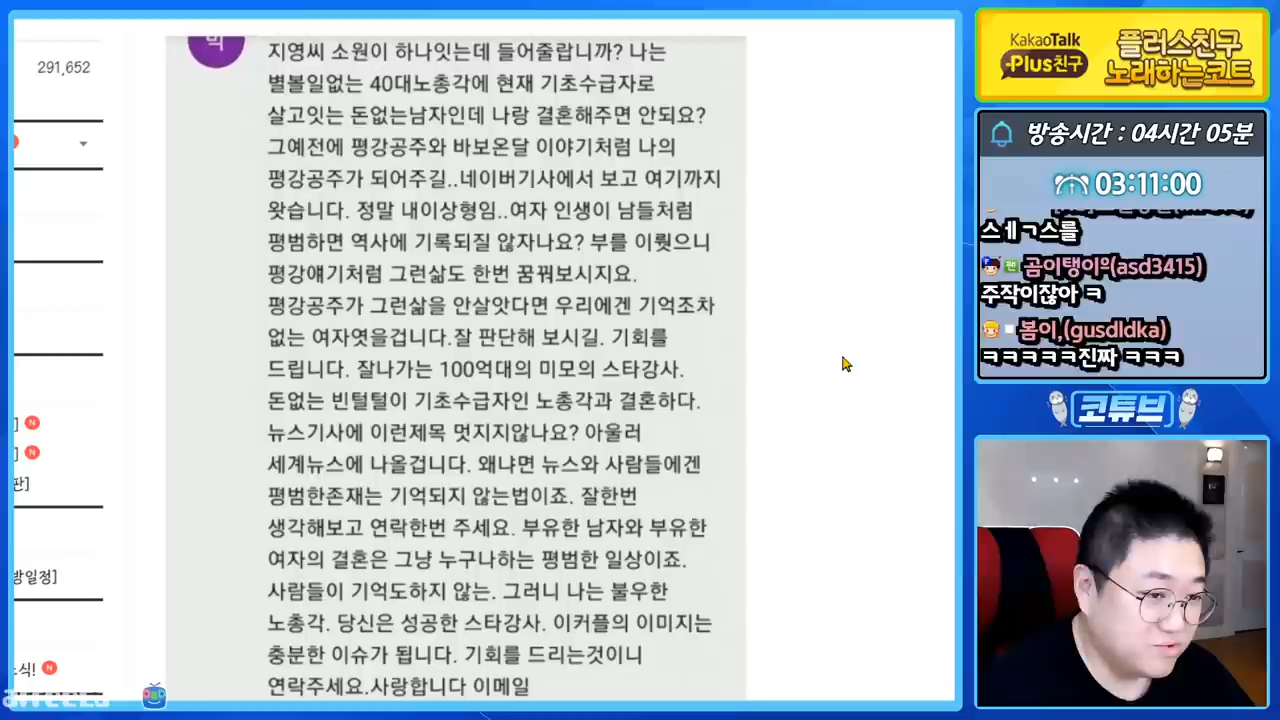 박
지영씨 소원이 하나잇는데 들어줄랍니까? 나는
별볼일없는 40대노총각에 현재 기초수급자로
살고잇는 돈없는남자인데 나랑 결혼해주면 안되요?
그예전에 평강공주와 바보온달 이야기처럼 나의
평강공주가 되어주길..네이버기사에서 보고 여기까지
왓습니다. 정말 내이상형임..여자 인생이 남들처럼
평범하면 역사에 기록되질 않자나요? 부를 이뤗으니
평강얘기처럼 그런삶도 한번 꿈꿔보시지요.
평강공주가 그런삶을 안살앗다면 우리에겐 기억조차
없는 여자엿을겁니다.잘 판단해 보시길. 기회를
드립니다. 잘나가는 100억대의 미모의 스타강사.
돈없는 빈털털이 기초수급자인 노총각과 결혼하다.
뉴스기사에 이런제목 멋지지않나요? 아울러
세계뉴스에 나올겁니다. 왜냐면 뉴스와 사람들에겐
평범한존재는 기억되지 않는법이죠. 잘한번
생각해보고 연락한번 주세요. 부유한 남자와 부유한
여자의 결혼은 그냥 누구나하는 평범한 일상이죠.
사람들이 기억도하지 않는. 그러니 나는 불우한
노총각. 당신은 성공한 스타강사. 이커플의 이미지는
충분한 이슈가 됩니다. 기회를 드리는것이니
연락주세요.사랑합니다 이메일
291,652
] N
] N
판]
방일정]
식! N
KakaoTalk
Plus친구
플러스친구
노래하는코트
방송시간 : 04시간 05분
03:11:00
스ㅔㄱ스를
곰이탱이º(asd3415)
주작이잖아 ㅋ
봄이,(gusdldka)
ㅋㅋㅋㅋㅋ진짜 ㅋㅋㅋ
코튜브